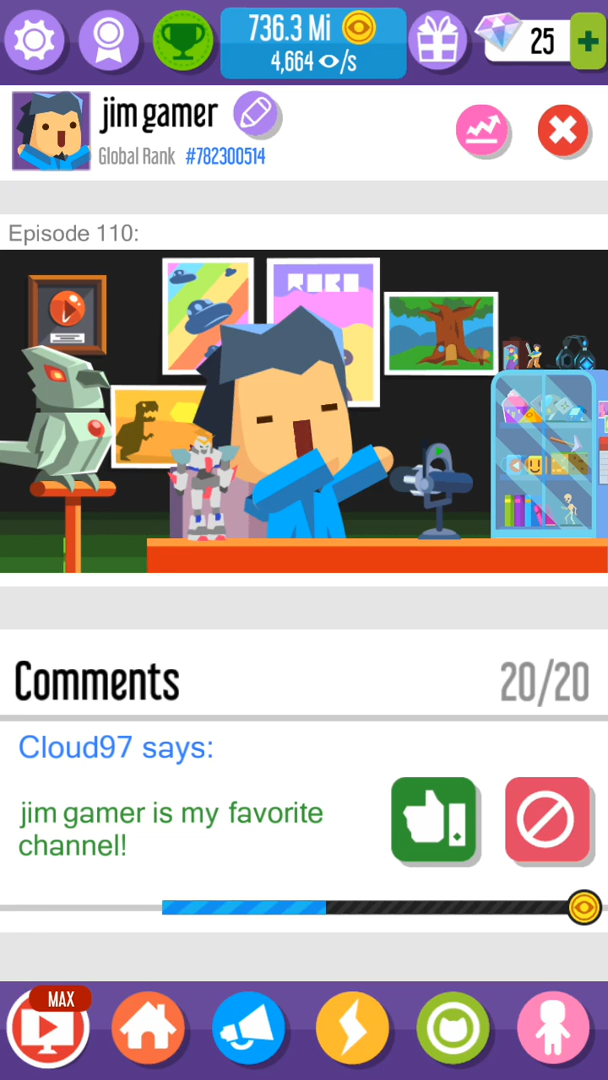 736.3 Mi
4,664 /s
25
jim gamer
Global Rank #782300514
Episode 110:
Comments
20/20
Cloud97 says:
jim gamer is my favorite
channel!
MAX